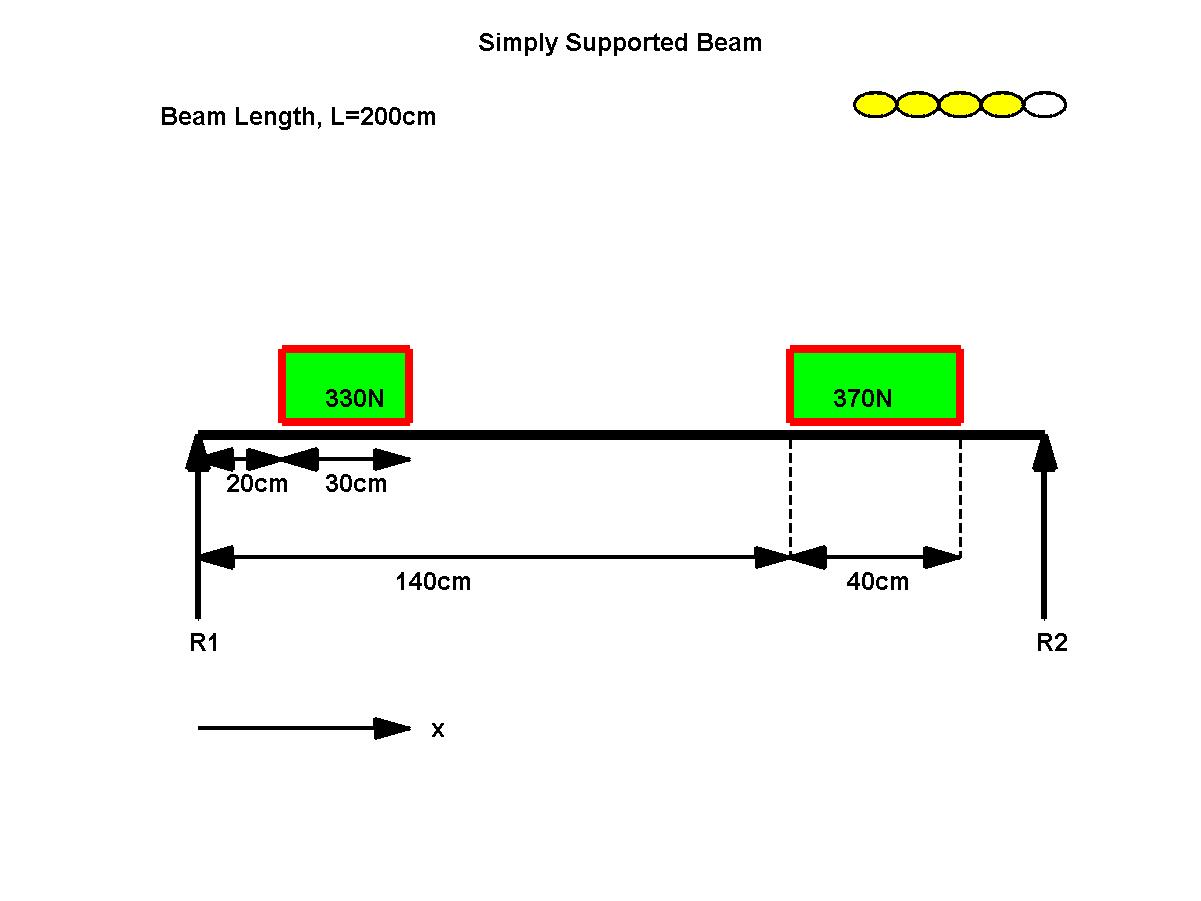 Simply Supported Beam
Beam Length, L=200cm
330N
370N
20cm
30cm
140cm
40cm
R1
R2
x